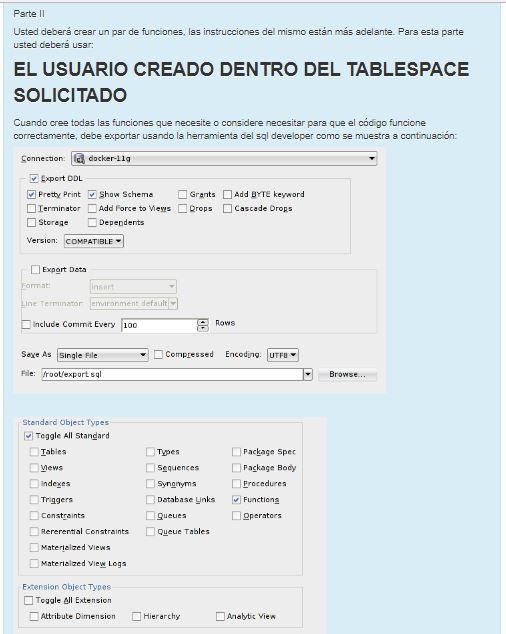 Parte II
Usted deberá crear un par de funciones, las instrucciones del mismo están más adelante. Para esta parte
usted deberá usar:
EL USUARIO CREADO DENTRO DEL TABLESPACE
SOLICITADO
Cuando cree todas las funciones que necesite o considere necesitar para que el código funcione
correctamente, debe exportar usando la herramienta del sql developer como se muestra a continuación:
Connection: docker-11g
Export DDL
Pretty Print Show Schema Grants Add BYTE keyword
Terminator Add Force to Views Drops Cascade Drops
Storage Dependents
Version: COMPATIBLE
Export Data
Format: insert
Line Terminator: environment default
Include Commit Every 100 Rows
Save As Single File Compressed Encoding: UTF8
File: /root/export.sql Browse...
Standard Object Types
Toggle All Standard
Tables Types Package Spec
Views Sequences Package Body
Indexes Synonyms Procedures
Triggers Database Links Functions
Constraints Queues Operators
Rererential Constraints Queue Tables
Materialized Views
Materialized View Logs
Extension Object Types
Toggle All Extension
Attribute Dimension Hierarchy Analytic View